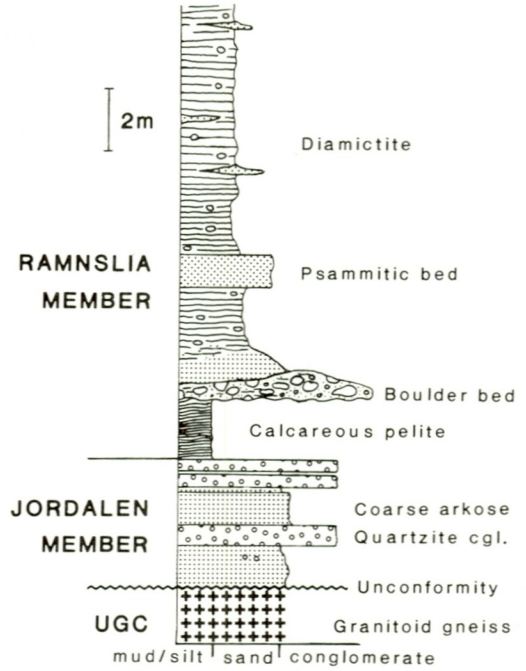 2m
Diamictite
RAMNSLIA
MEMBER
Psammitic bed
Boulder bed
Calcareous pelite
JORDALEN
MEMBER
Coarse arkose
Quartzite cgl.
Unconformity
UGC
Granitoid gneiss
mud/silt sand conglomerate